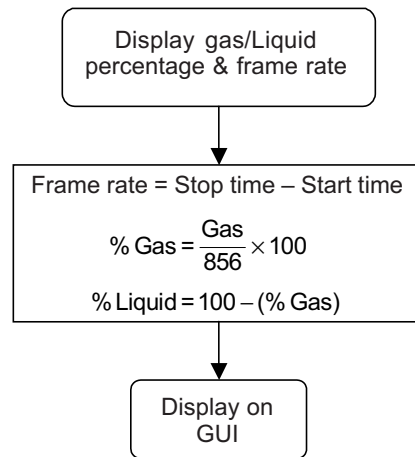 Display gas/Liquid
percentage & frame rate
Frame rate = Stop time – Start time
% Gas = Gas/856 × 100
% Liquid = 100 – (% Gas)
Display on
GUI